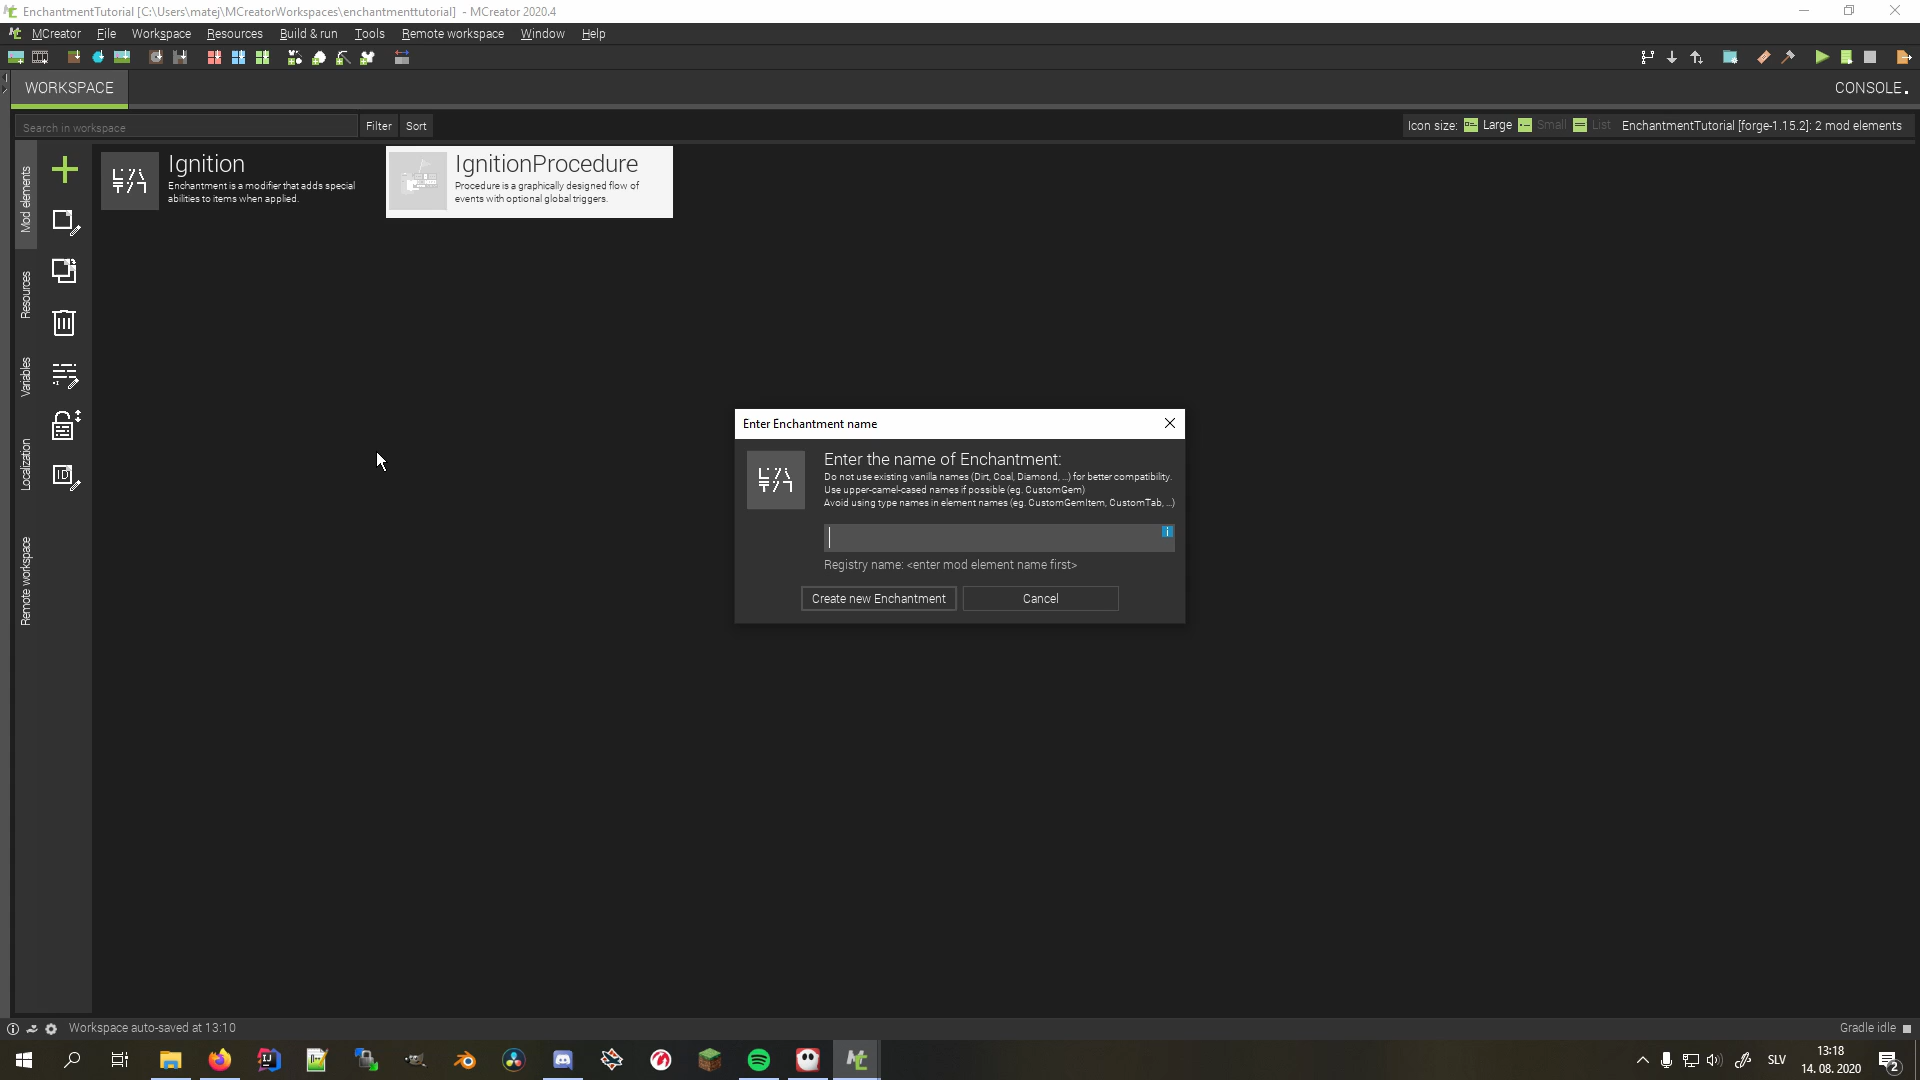 EnchantmentTutorial [C:\Users\matej\MCreatorWorkspaces\enchantmenttutorial] - MCreator 2020.4
MCreator File Workspace Resources Build & run Tools Remote workspace Window Help
WORKSPACE
CONSOLE
Search in workspace
Filter Sort
Icon size: Large Small List EnchantmentTutorial [forge-1.15.2]: 2 mod elements
Mod elements
Resources
Variables
Localization
Remote workspace
Ignition
Enchantment is a modifier that adds special
abilities to items when applied.
IgnitionProcedure
Procedure is a graphically designed flow of
events with optional global triggers.
Enter Enchantment name
Enter the name of Enchantment:
Do not use existing vanilla names (Dirt, Coal, Diamond, ...) for better compatibility.
Use upper-camel-cased names if possible (eg. CustomGem)
Avoid using type names in element names (eg. CustomGemItem, CustomTab, ...)
Registry name: <enter mod element name first>
Create new Enchantment
Cancel
Workspace auto-saved at 13:10
Gradle idle
SLV
13:18
14. 08. 2020
2